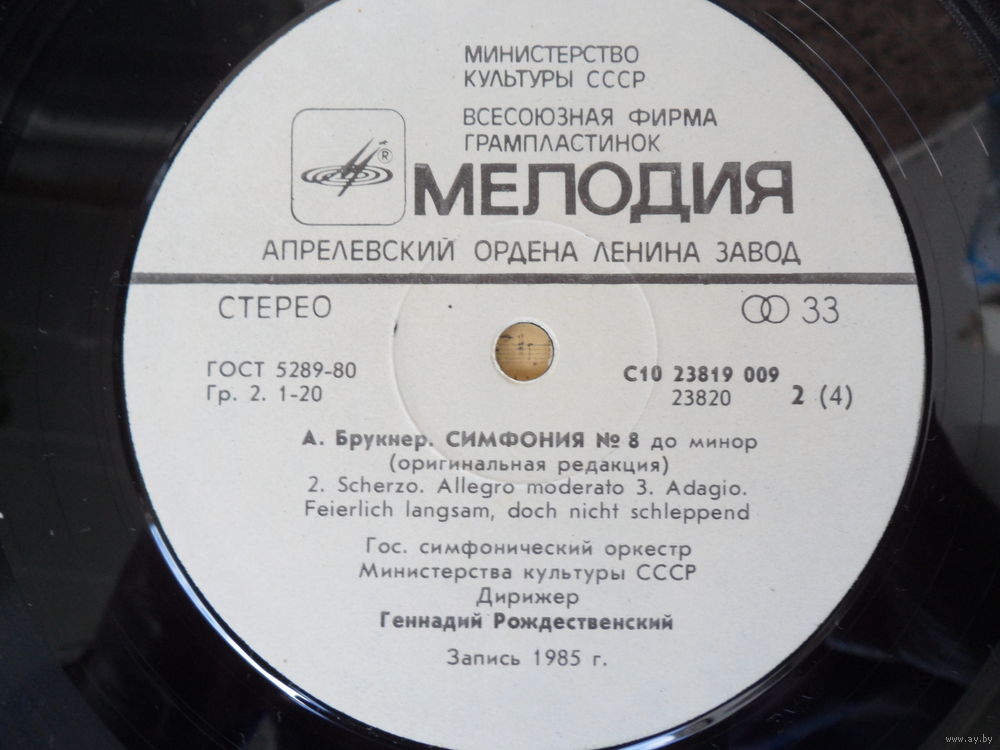 МИНИСТЕРСТВО
КУЛЬТУРЫ СССР
ВСЕСОЮЗНАЯ ФИРМА
ГРАМПЛАСТИНОК
®
МЕЛОДИЯ
АПРЕЛЕВСКИЙ ОРДЕНА ЛЕНИНА ЗАВОД
СТЕРЕО 33
ГОСТ 5289-80 С10 23819 009
Гр. 2. 1-20 23820 2 (4)
А. Брукнер. СИМФОНИЯ № 8 до минор
(оригинальная редакция)
2. Scherzo. Allegro moderato 3. Adagio.
Feierlich langsam, doch nicht schleppend
Гос. симфонический оркестр
Министерства культуры СССР
Дирижер
Геннадий Рождественский
Запись 1985 г.
www.ay.by